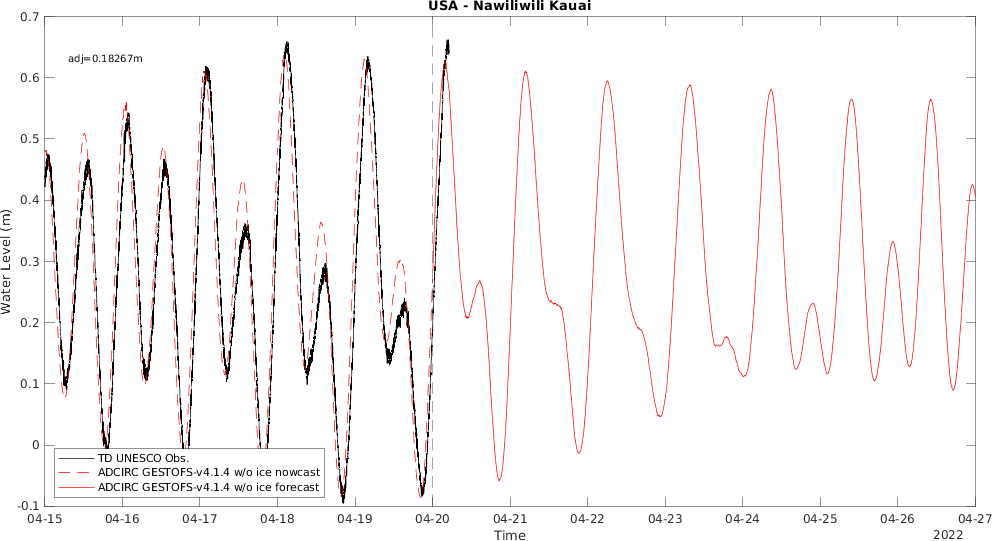 USA - Nawiliwili Kauai
0.7
adj=0.18267m
0.6
0.5
0.4
0.3
0.2
0.1
0
-0.1
Water Level (m)
TD UNESCO Obs.
ADCIRC GESTOFS-v4.1.4 w/o ice nowcast
ADCIRC GESTOFS-v4.1.4 w/o ice forecast
04-15 04-16 04-17 04-18 04-19 04-20 04-21 04-22 04-23 04-24 04-25 04-26 04-27
Time
2022